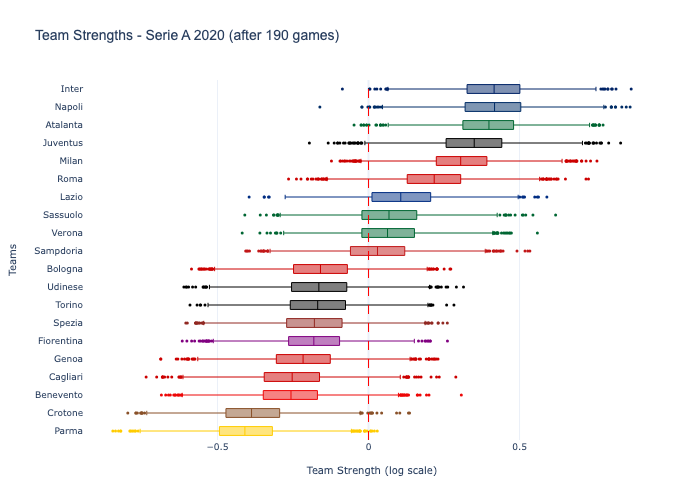 Team Strengths - Serie A 2020 (after 190 games)
Inter
Napoli
Atalanta
Juventus
Milan
Roma
Lazio
Sassuolo
Verona
Sampdoria
Bologna
Udinese
Torino
Spezia
Fiorentina
Genoa
Cagliari
Benevento
Crotone
Parma
Teams
−0.5 0 0.5
Team Strength (log scale)